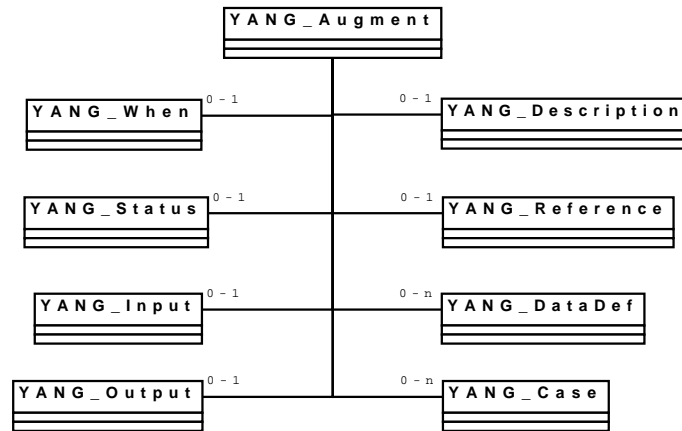 YANG_Augment
0-1 0-1
YANG_When YANG_Description
0-1 0-1
YANG_Status YANG_Reference
0-1 0-n
YANG_Input YANG_DataDef
0-1 0-n
YANG_Output YANG_Case